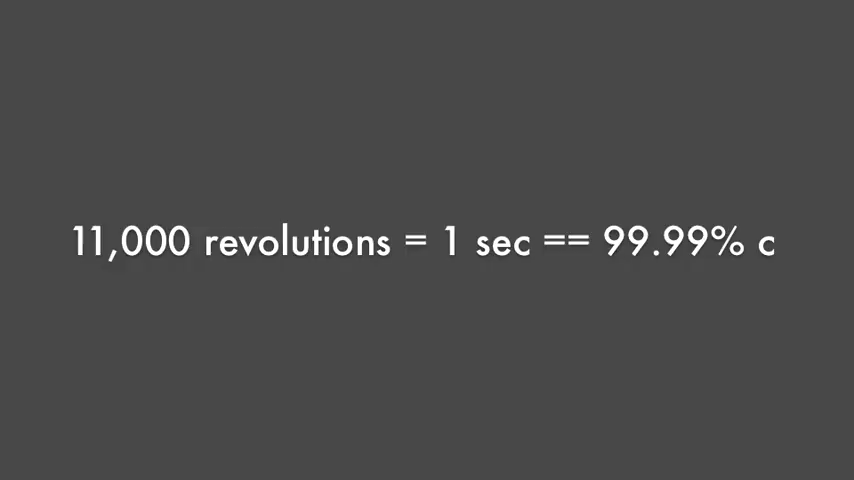 11,000 revolutions = 1 sec == 99.99% c